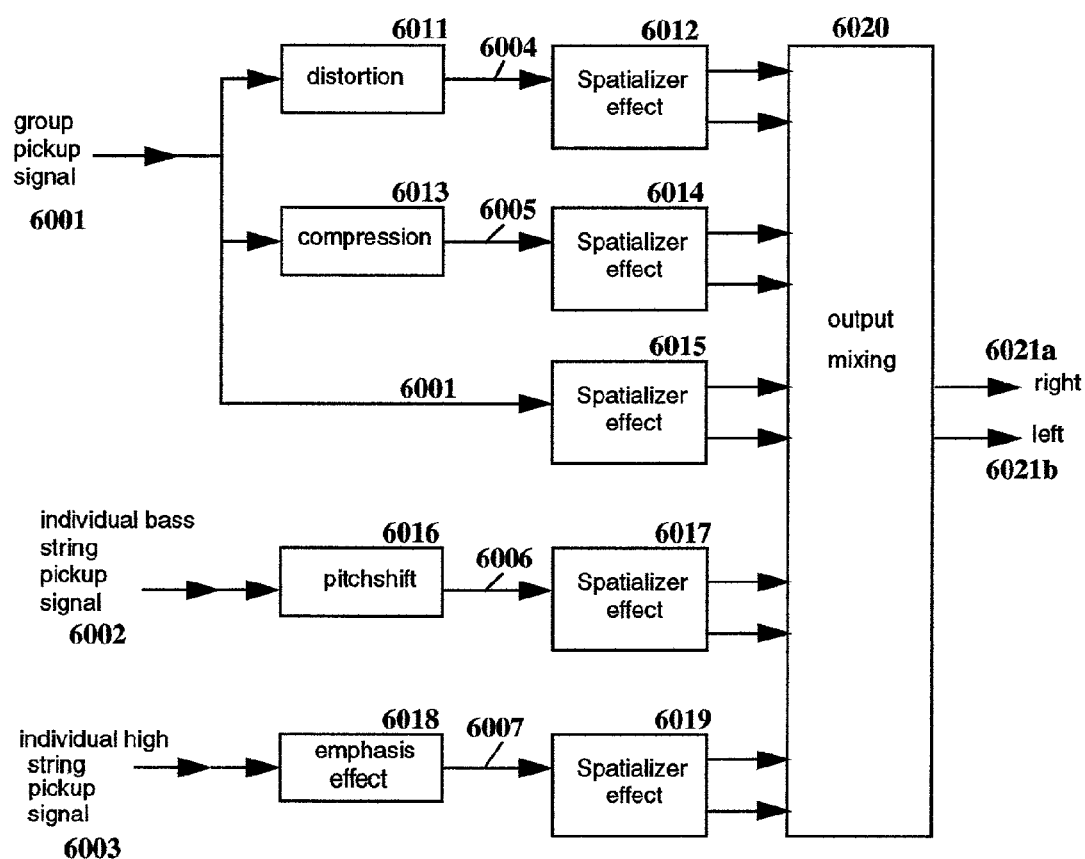 6011
6004
6012
6020
distortion
Spatializer
effect
group
pickup
signal
6001
6013
6005
6014
compression
Spatializer
effect
output
mixing
6015
6001
Spatializer
effect
6021a
right
left
6021b
individual bass
string
pickup
signal
6002
6016
6006
6017
pitchshift
Spatializer
effect
individual high
string
pickup
signal
6003
6018
6007
6019
emphasis
effect
Spatializer
effect